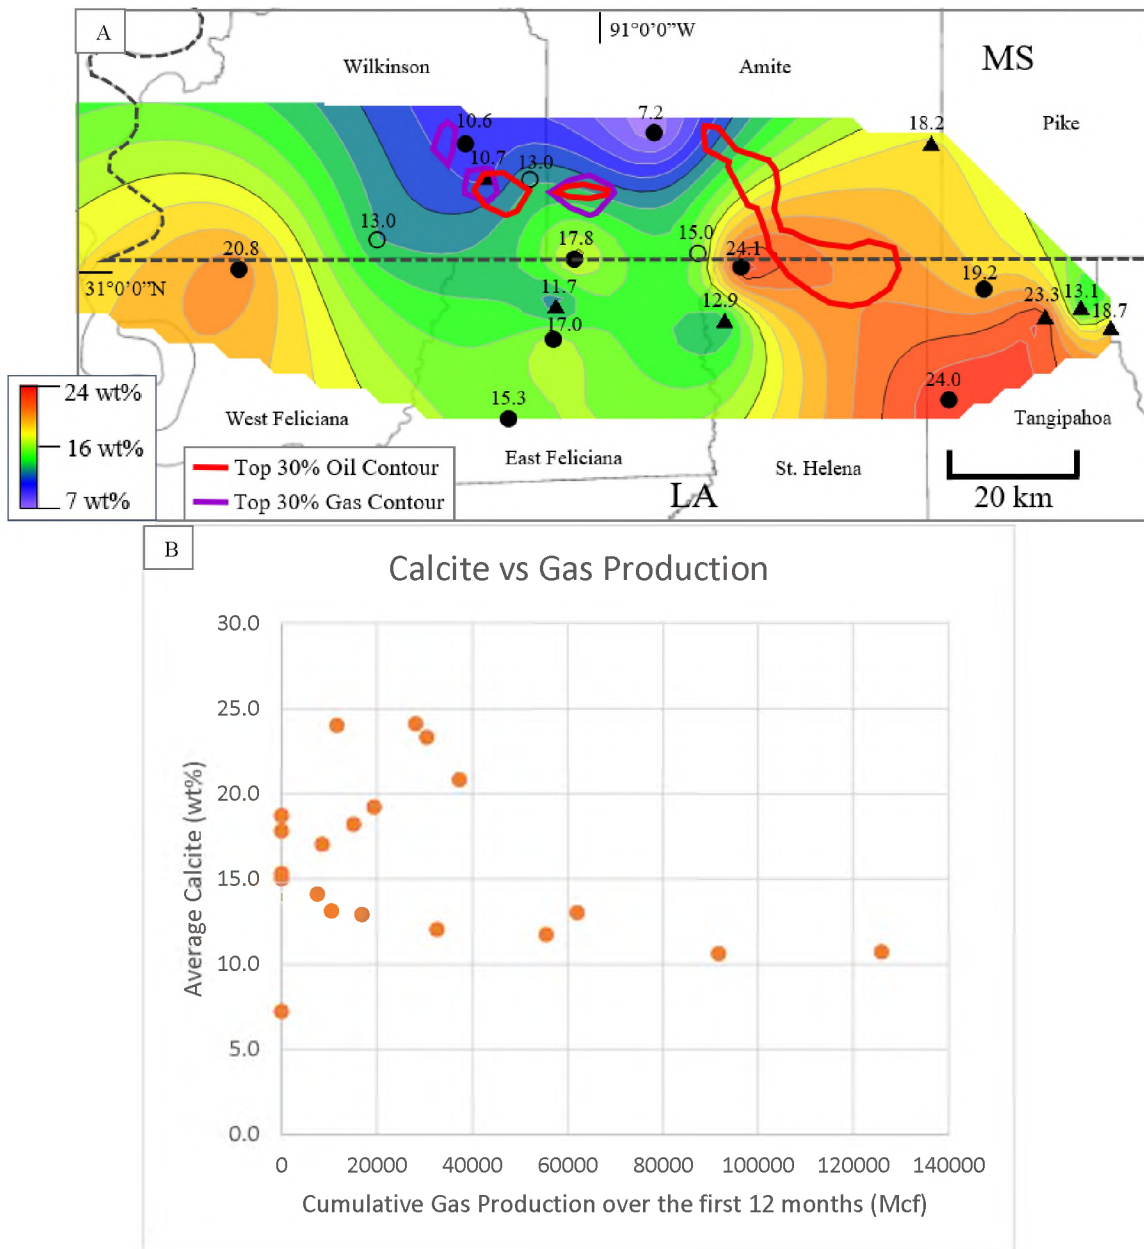 A
91°0'0"W
MS
Wilkinson
Amite
Pike
10.6
7.2
18.2
10.7
13.0
13.0
17.8
15.0
24.1
20.8
19.2
31°0'0"N
11.7
12.9
23.3
13.1
18.7
17.0
24.0
15.3
24 wt%
16 wt%
7 wt%
West Feliciana
East Feliciana
St. Helena
Tangipahoa
Top 30% Oil Contour
Top 30% Gas Contour
LA
20 km
B
Calcite vs Gas Production
30.0
25.0
20.0
15.0
10.0
5.0
0.0
Average Calcite (wt%)
0 20000 40000 60000 80000 100000 120000 140000
Cumulative Gas Production over the first 12 months (Mcf)